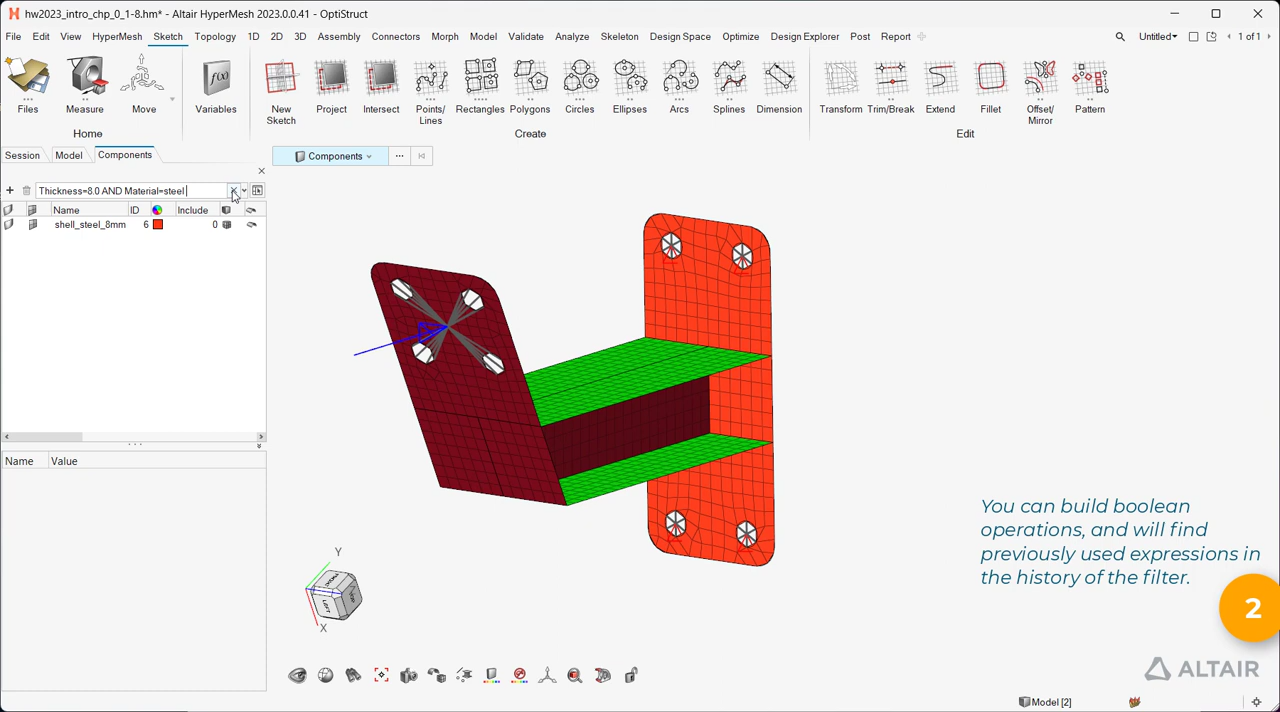 hw2023_intro_chp_0_1-8.hm* - Altair HyperMesh 2023.0.0.41 - OptiStruct
File Edit View HyperMesh Sketch Topology 1D 2D 3D Assembly Connectors Morph Model Validate Analyze Skeleton Design Space Optimize Design Explorer Post Report Untitled 1 of 1
Files Measure Move Variables New Sketch Project Intersect Points/Lines Rectangles Polygons Circles Ellipses Arcs Splines Dimension Transform Trim/Break Extend Fillet Offset/Mirror Pattern
Home Create Edit
Session Model Components
Components
Thickness=8.0 AND Material=steel
Name ID Include
shell_steel_8mm 6 0
Name Value
You can build boolean
operations, and will find
previously used expressions in
the history of the filter.
2
Y
X
LEFT
ALTAIR
Model [2]